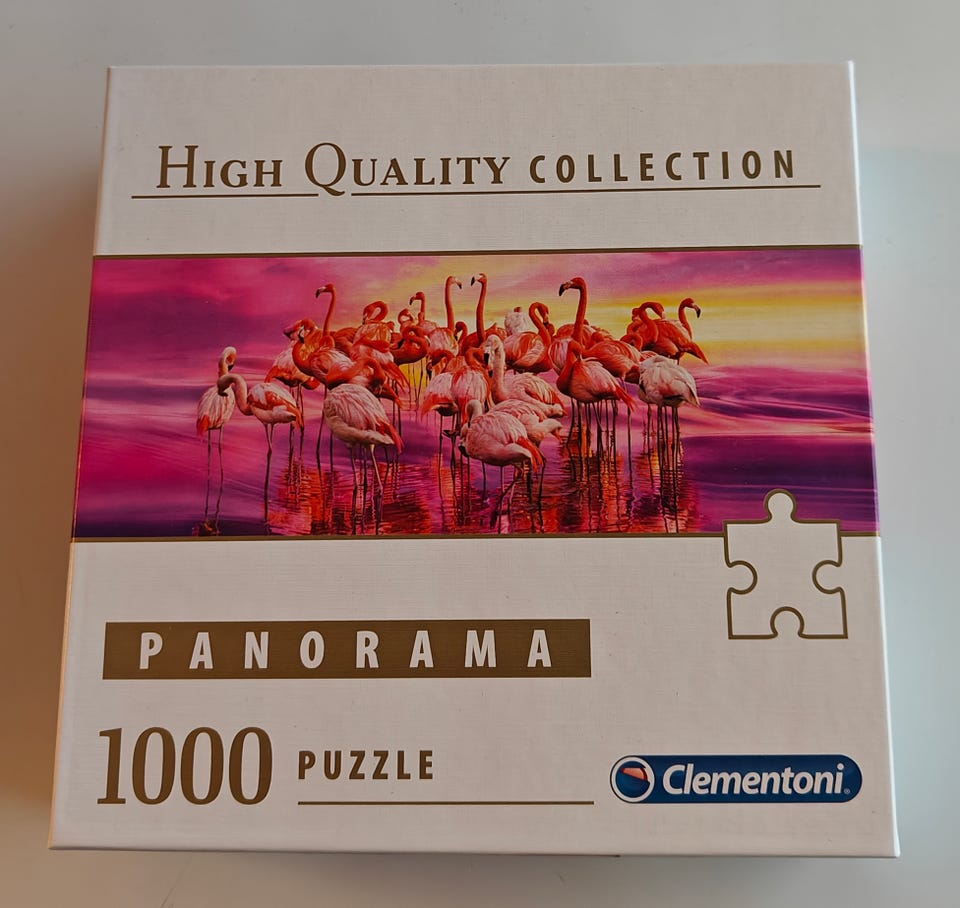 HIGH QUALITY COLLECTION
PANORAMA
1000 PUZZLE
Clementoni®